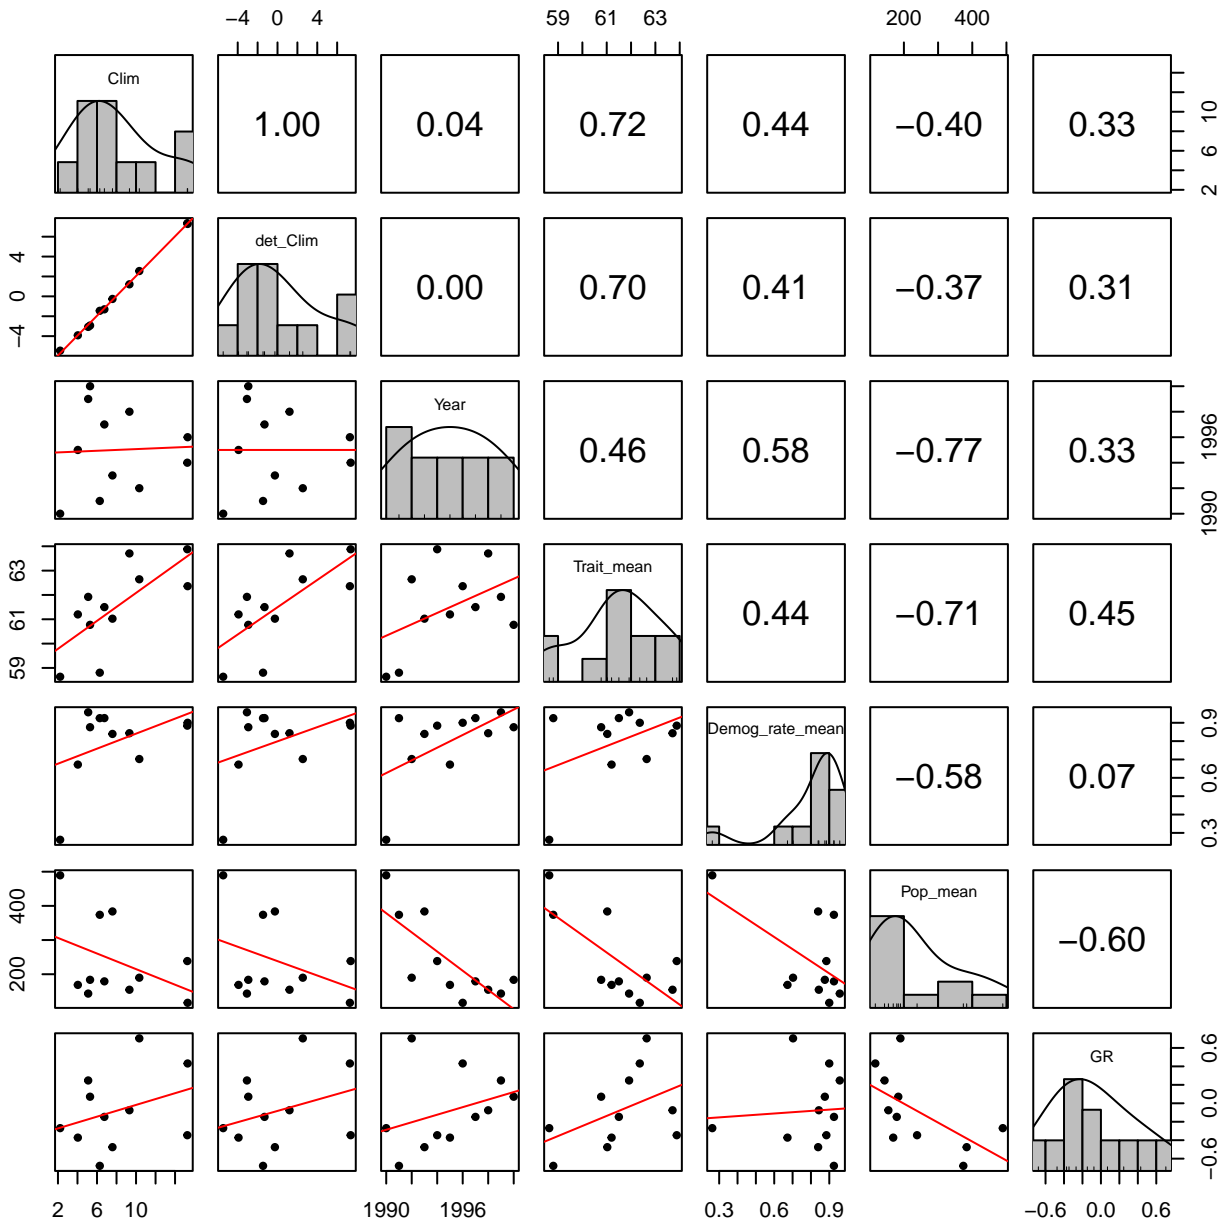 −4 0 4 59 61 63 200 400
Clim 1.00 0.04 0.72 0.44 −0.40 0.33 2 6 10
−4 0 4 det_Clim 0.00 0.70 0.41 −0.37 0.31
Year 0.46 0.58 −0.77 0.33 1990 1996
59 61 63 Trait_mean 0.44 −0.71 0.45
Demog_rate_mean −0.58 0.07 0.3 0.6 0.9
200 400 Pop_mean −0.60
GR −0.6 0.0 0.6
2 6 10 1990 1996 0.3 0.6 0.9 −0.6 0.0 0.6